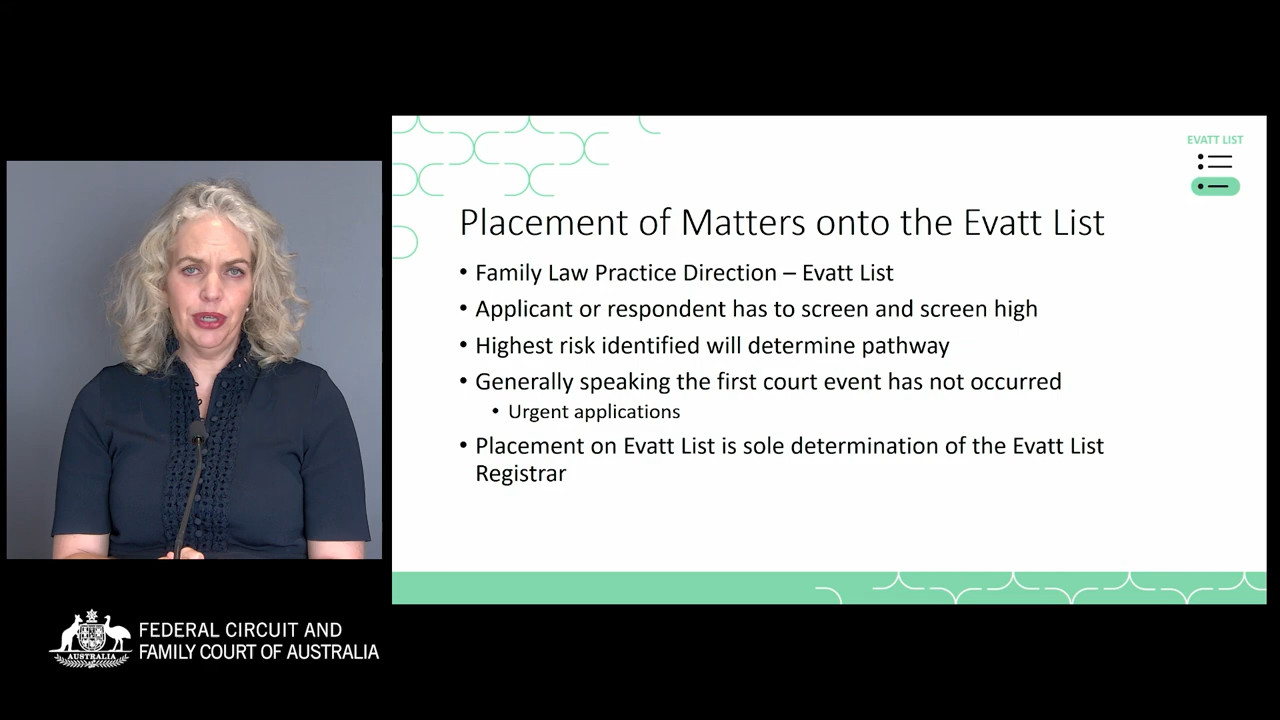 EVATT LIST
Placement of Matters onto the Evatt List
• Family Law Practice Direction – Evatt List
• Applicant or respondent has to screen and screen high
• Highest risk identified will determine pathway
• Generally speaking the first court event has not occurred
• Urgent applications
• Placement on Evatt List is sole determination of the Evatt List
Registrar
AUSTRALIA
FEDERAL CIRCUIT AND
FAMILY COURT OF AUSTRALIA